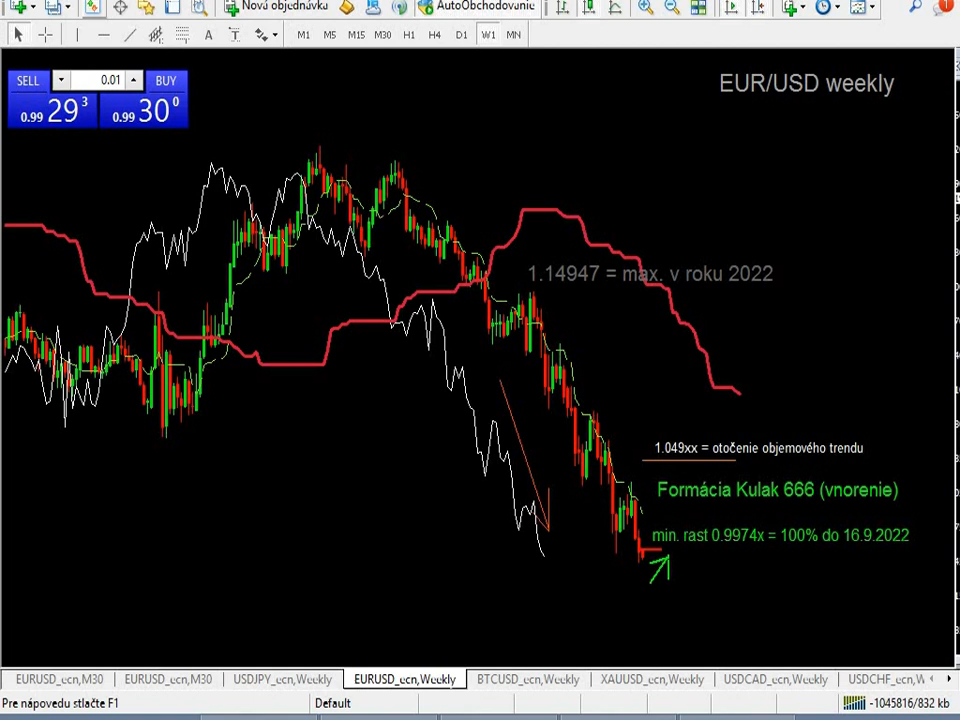 Nová objednávka
AutoObchodovanie
A
T
M1 M5 M15 M30 H1 H4 D1 W1 MN
SELL 0.01 BUY
0.99 29 3 0.99 30 0
EUR/USD weekly
1.14947 = max. v roku 2022
1.049xx = otočenie objemového trendu
Formácia Kulak 666 (vnorenie)
min. rast 0.9974x = 100% do 16.9.2022
EURUSD_ecn,M30 EURUSD_ecn,M30 USDJPY_ecn,Weekly EURUSD_ecn,Weekly BTCUSD_ecn,Weekly XAUUSD_ecn,Weekly USDCAD_ecn,Weekly USDCHF_ecn,W
Pre nápovedu stlačte F1 Default -1045816/832 kb